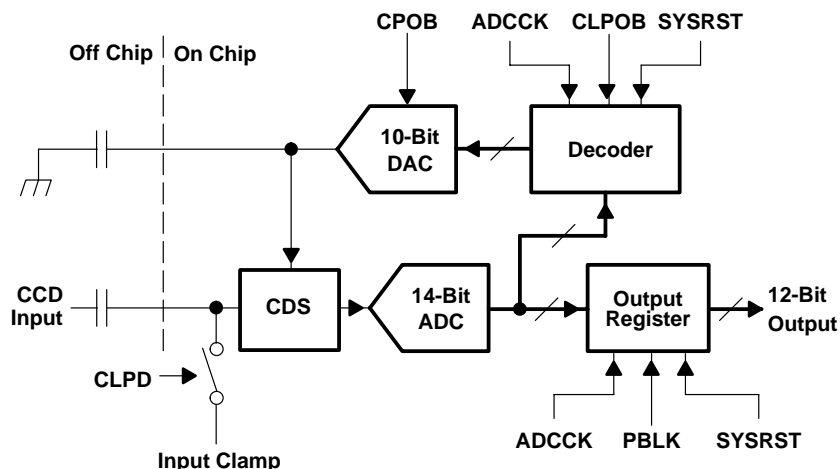 CPOB
ADCCK CLPOB SYSRST
Off Chip On Chip
10-Bit
DAC
Decoder
CCD
Input
CDS
14-Bit
ADC
Output
Register
12-Bit
Output
CLPD
ADCCK PBLK SYSRST
Input Clamp